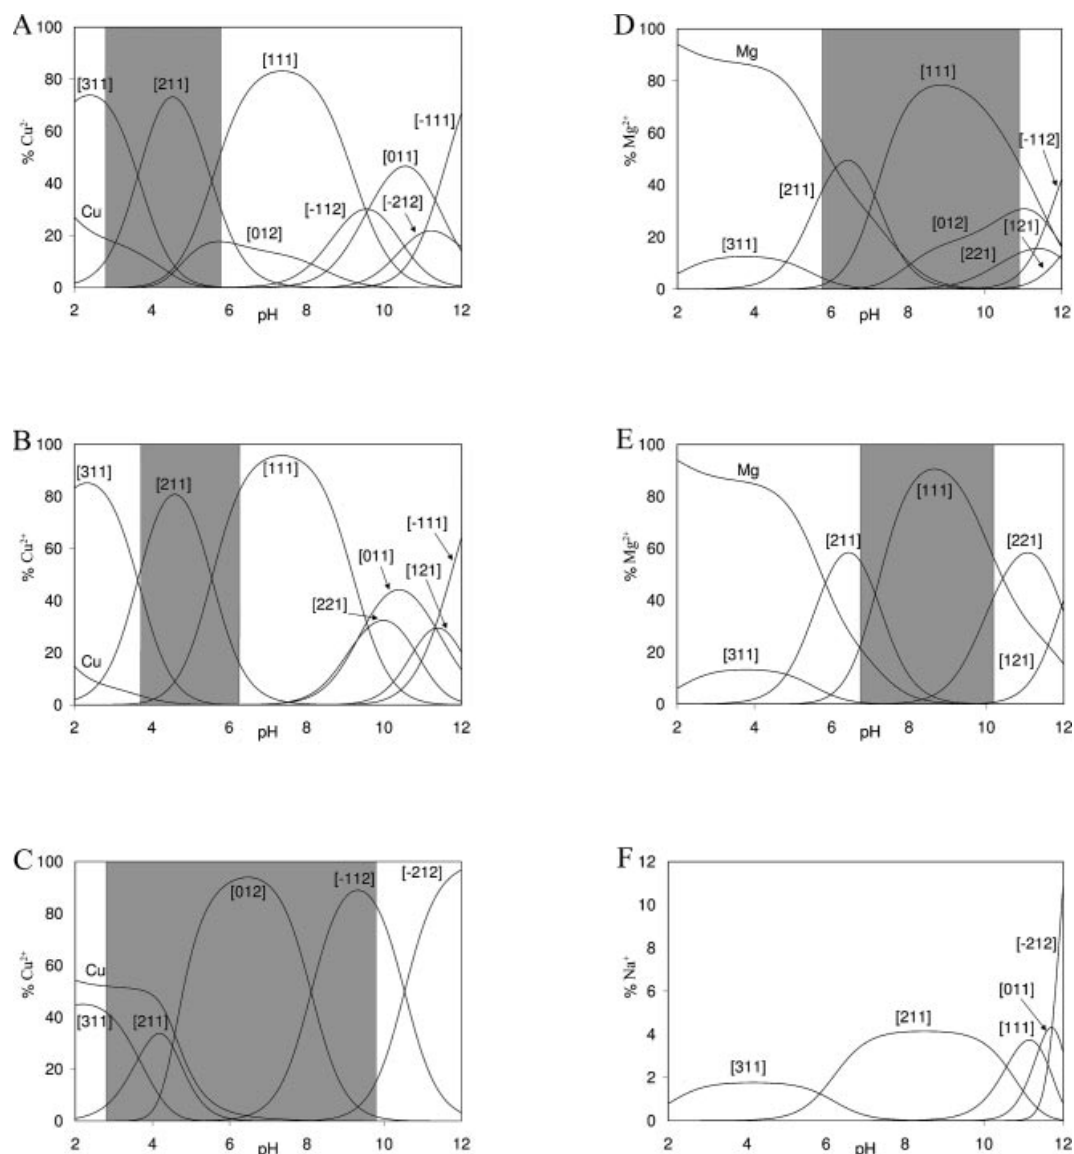 A
100
80
60
40
20
0
% Cu²⁻
[311]
[211]
[111]
[-111]
[011]
[-212]
[-112]
Cu
[012]
2 4 6 8 10 12
pH
D
100
80
60
40
20
0
% Mg²⁺
Mg
[111]
[-112]
[211]
[012]
[121]
[311]
[221]
2 4 6 8 10 12
pH
B
100
80
60
40
20
0
% Cu²⁺
[311]
[211]
[111]
[-111]
[011]
[121]
[221]
Cu
2 4 6 8 10 12
pH
E
100
80
60
40
20
0
% Mg²⁺
Mg
[211]
[111]
[221]
[311]
[121]
2 4 6 8 10 12
pH
C
100
80
60
40
20
0
% Cu²⁺
[012]
[-112]
[-212]
Cu
[311]
[211]
2 4 6 8 10 12
pH
F
12
10
8
6
4
2
0
% Na⁺
[-212]
[011]
[211]
[111]
[311]
2 4 6 8 10 12
pH